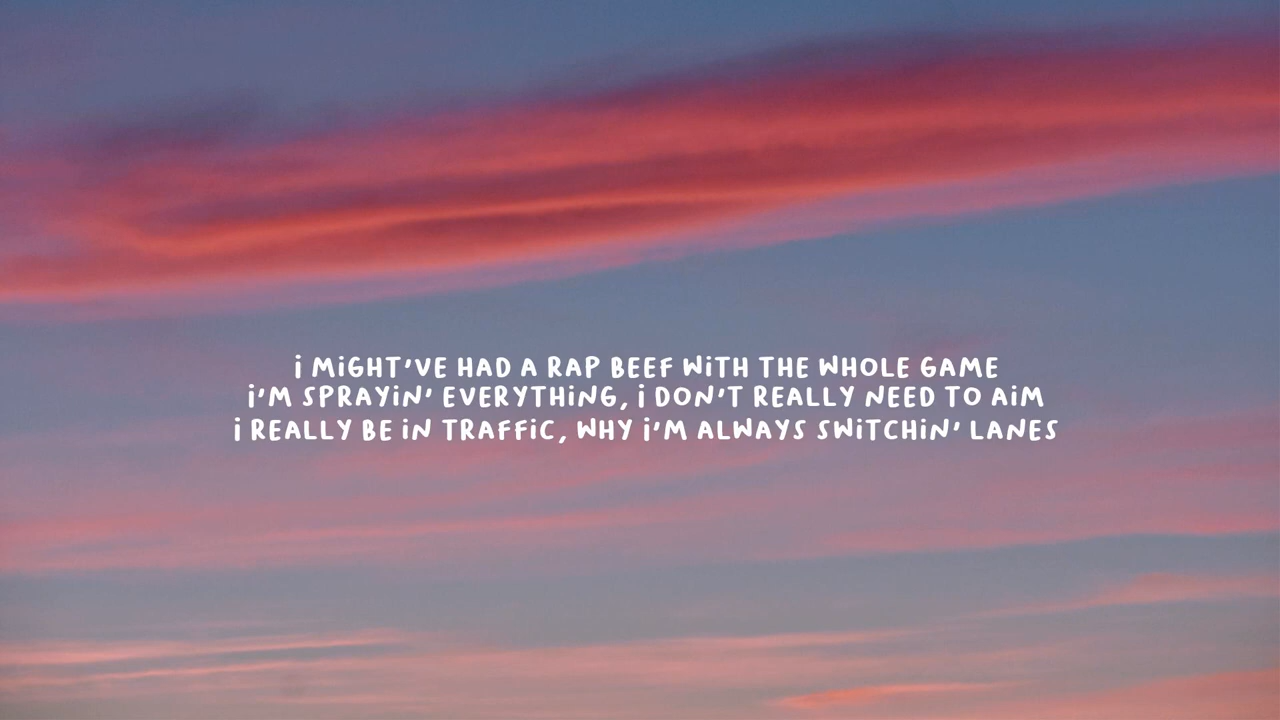 i MiGHT'VE HAD A RAP BEEF WiTH THE WHOLE GAME
i'M SPRAYiN' EVERYTHiNG, i DON'T REALLY NEED TO AiM
i REALLY BE iN TRAFFiC, WHY i'M ALWAYS SWiTCHiN' LANES